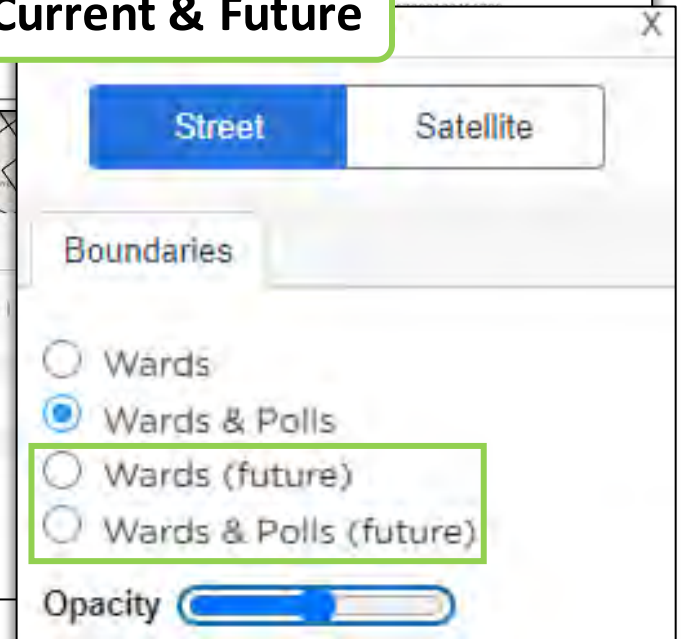 Current & Future
X
Street Satellite
Boundaries
Wards
Wards & Polls
Wards (future)
Wards & Polls (future)
Opacity